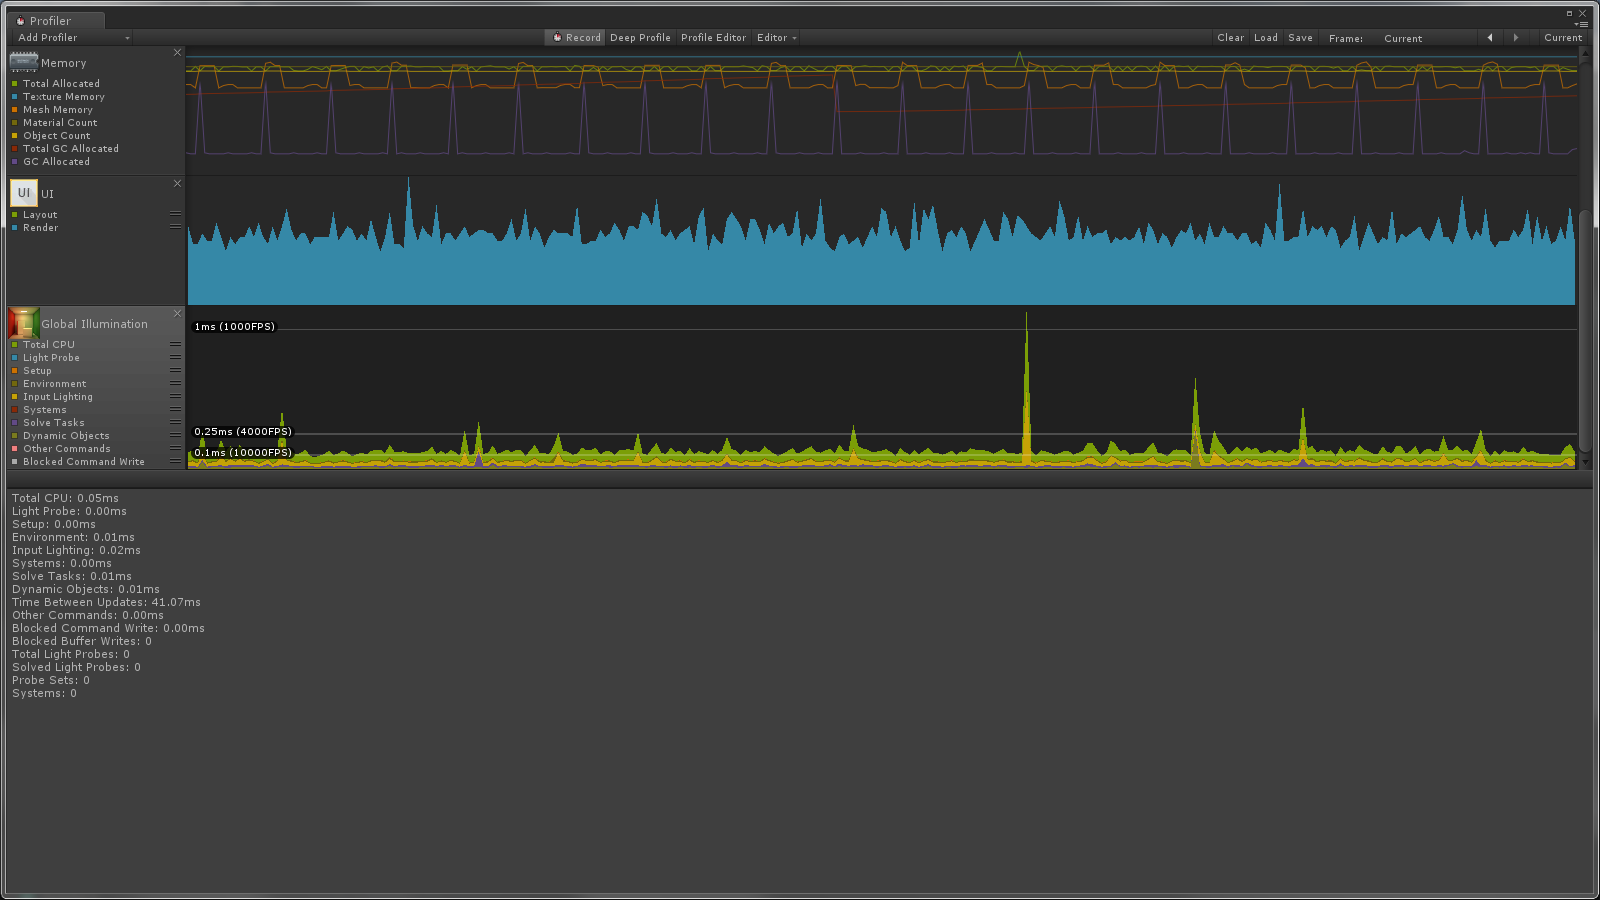 Profiler
Add Profiler
Record Deep Profile Profile Editor Editor
Clear Load Save Frame: Current Current
Memory
Total Allocated
Texture Memory
Mesh Memory
Material Count
Object Count
Total GC Allocated
GC Allocated
UI UI
Layout
Render
Global Illumination
Total CPU
Light Probe
Setup
Environment
Input Lighting
Systems
Solve Tasks
Dynamic Objects
Other Commands
Blocked Command Write
1ms (1000FPS)
0.25ms (4000FPS)
0.1ms (10000FPS)
Total CPU: 0.05ms
Light Probe: 0.00ms
Setup: 0.00ms
Environment: 0.01ms
Input Lighting: 0.02ms
Systems: 0.00ms
Solve Tasks: 0.01ms
Dynamic Objects: 0.01ms
Time Between Updates: 41.07ms
Other Commands: 0.00ms
Blocked Command Write: 0.00ms
Blocked Buffer Writes: 0
Total Light Probes: 0
Solved Light Probes: 0
Probe Sets: 0
Systems: 0